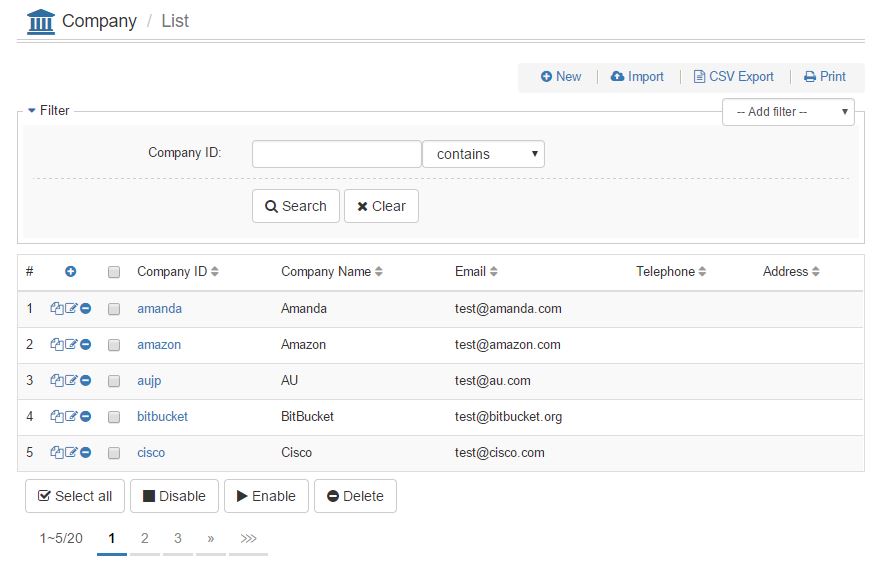 Company / List
New | Import | CSV Export | Print
Filter
-- Add filter --
Company ID: contains
Search Clear
# Company ID Company Name Email Telephone Address
1 amanda Amanda test@amanda.com
2 amazon Amazon test@amazon.com
3 aujp AU test@au.com
4 bitbucket BitBucket test@bitbucket.org
5 cisco Cisco test@cisco.com
Select all Disable Enable Delete
1~5/20 1 2 3 » >>>